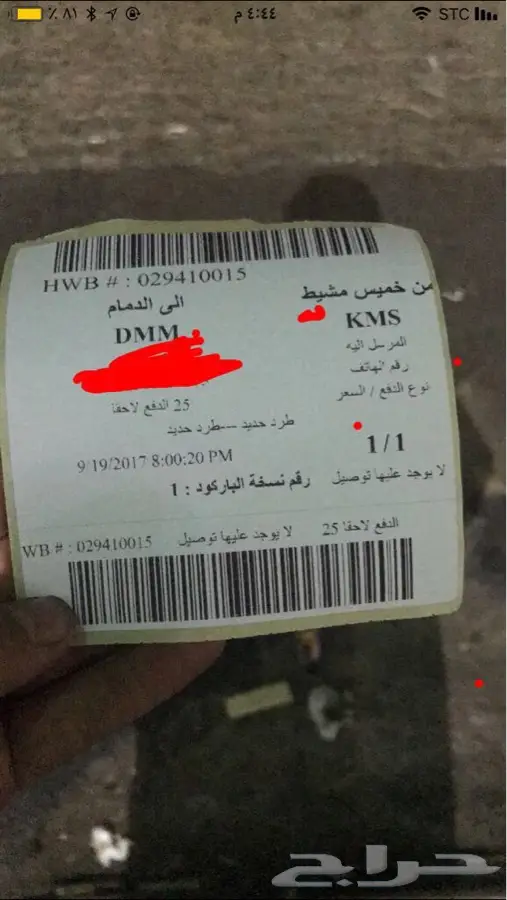 ٪ ٨١
٤:٤٤ م
STC
HWB # : 029410015
من خميس مشيط
الى الدمام
KMS
DMM
المرسل اليه
رقم الهاتف
نوع الدفع / السعر
25 الدفع لاحقا
طرد حديد ---طرد حديد
1 / 1
9/19/2017 8:00:20 PM
لا يوجد عليها توصيل
رقم نسخة الباركود : 1
الدفع لاحقا 25
لا يوجد عليها توصيل
WB # : 029410015
حراج